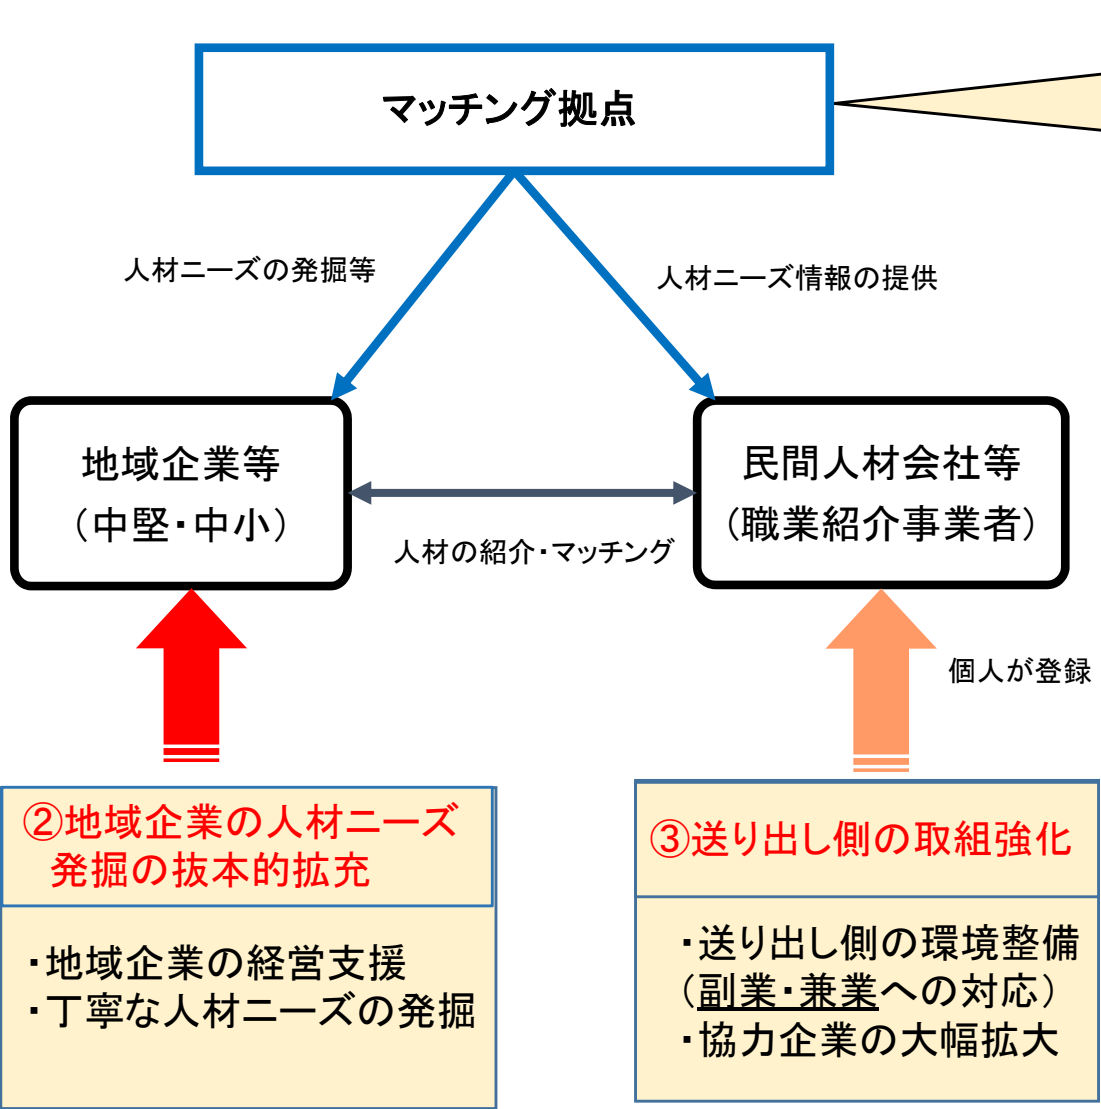 マッチング拠点
人材ニーズの発掘等
人材ニーズ情報の提供
地域企業等
（中堅・中小）
民間人材会社等
（職業紹介事業者）
人材の紹介・マッチング
個人が登録
②地域企業の人材ニーズ
発掘の抜本的拡充
・地域企業の経営支援
・丁寧な人材ニーズの発掘
③送り出し側の取組強化
・送り出し側の環境整備
（副業・兼業への対応）
・協力企業の大幅拡大